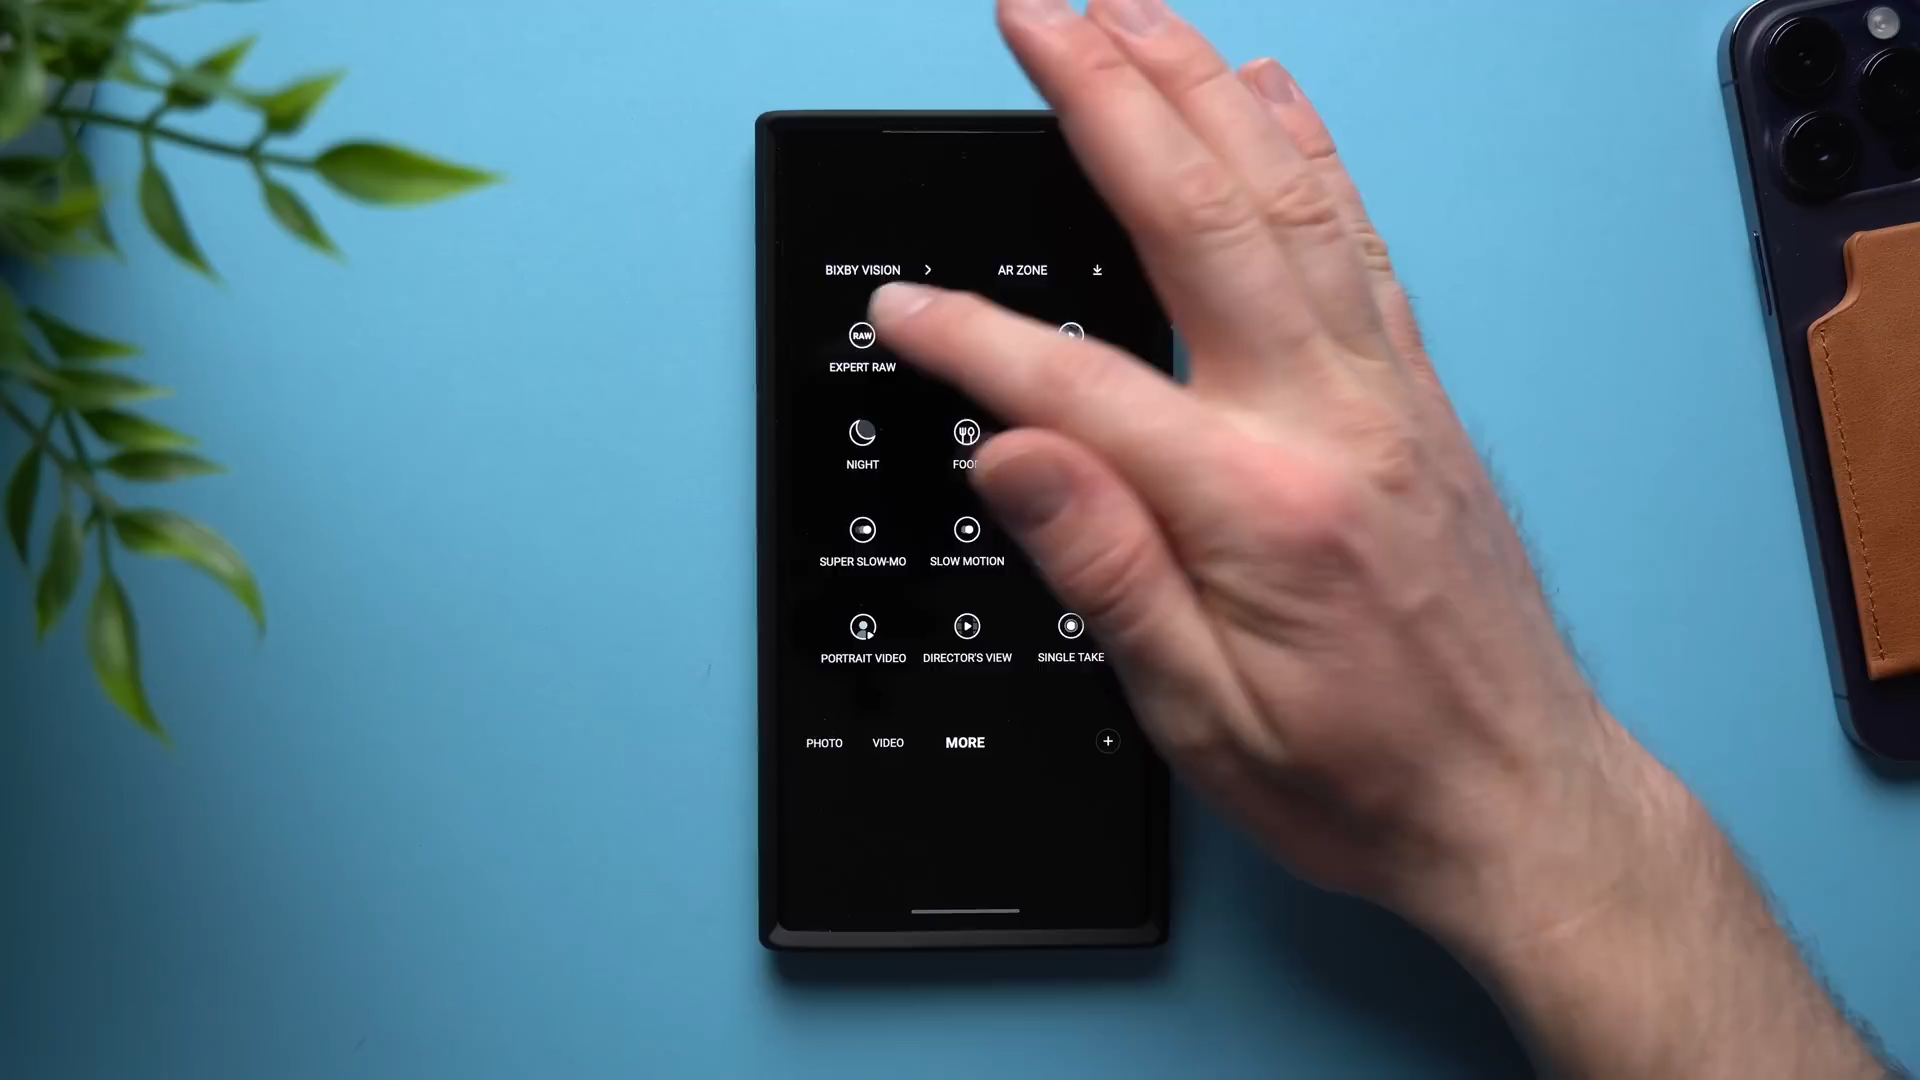 BIXBY VISION AR ZONE
RAW
EXPERT RAW
NIGHT
SUPER SLOW-MO SLOW MOTION
PORTRAIT VIDEO DIRECTOR'S VIEW SINGLE TAKE
PHOTO VIDEO MORE